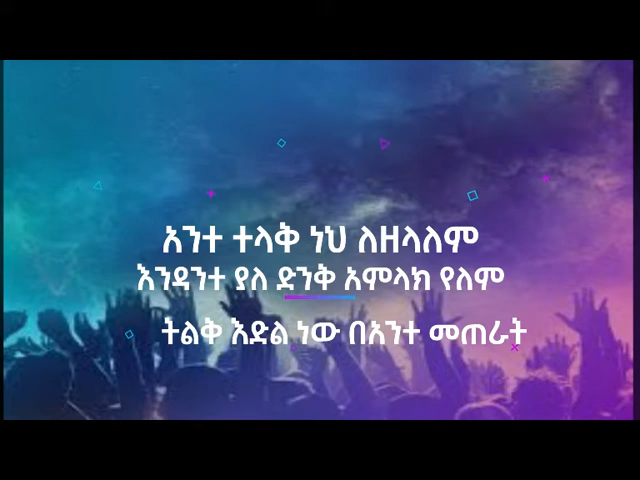 አንተ ተላቅ ነህ ለዘላለም
እንዳንተ ያለ ድንቅ አምላክ የለም
ትልቅ እድል ነው በአንተ መጠራት